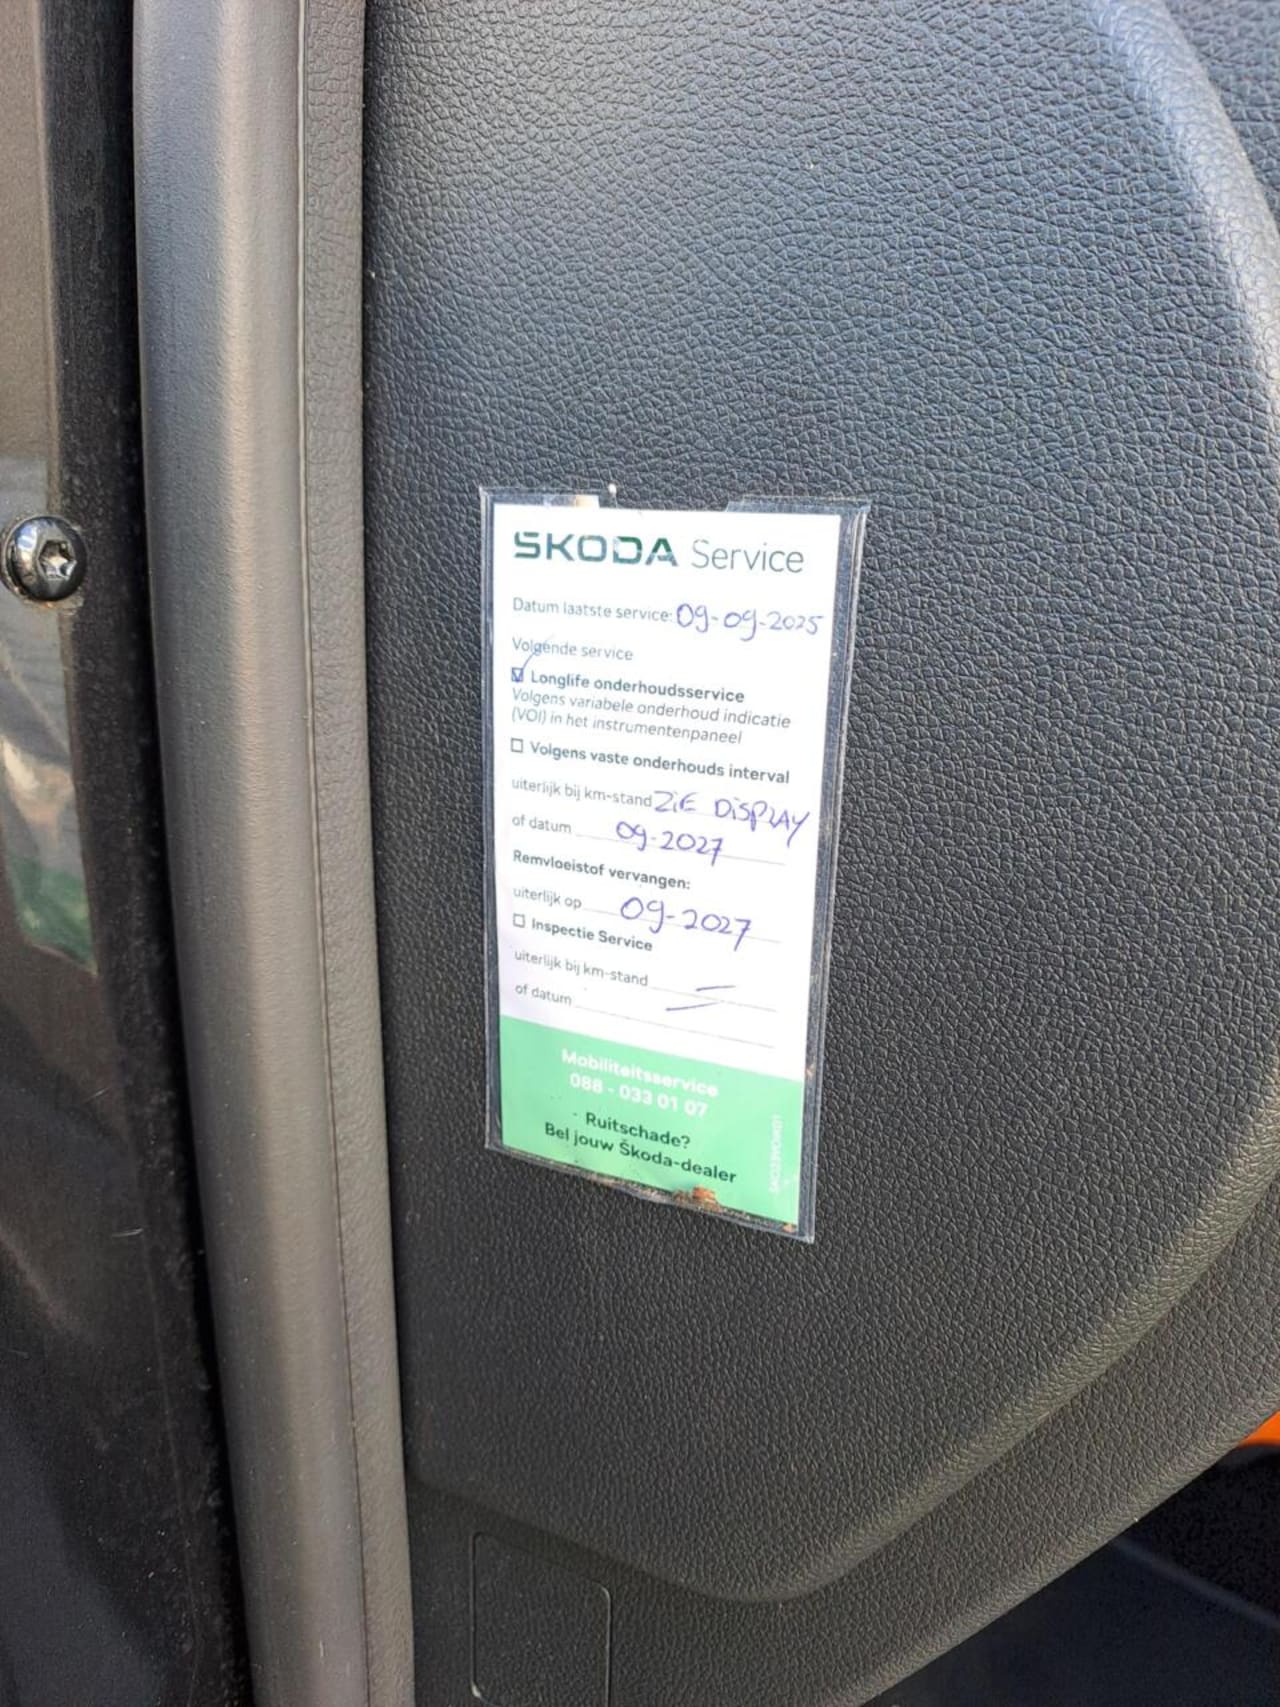 ŠKODA Service
Datum laatste service: 09-09-2025
Volgende service
Longlife onderhoudsservice
Volgens variabele onderhoud indicatie
(VOI) in het instrumentenpaneel
Volgens vaste onderhouds interval
uiterlijk bij km-stand ZiE DiSPLAY
of datum 09-2027
Remvloeistof vervangen:
uiterlijk op 09-2027
Inspectie Service
uiterlijk bij km-stand
of datum
Mobiliteitsservice
088 - 033 01 07
Ruitschade?
Bel jouw Škoda-dealer